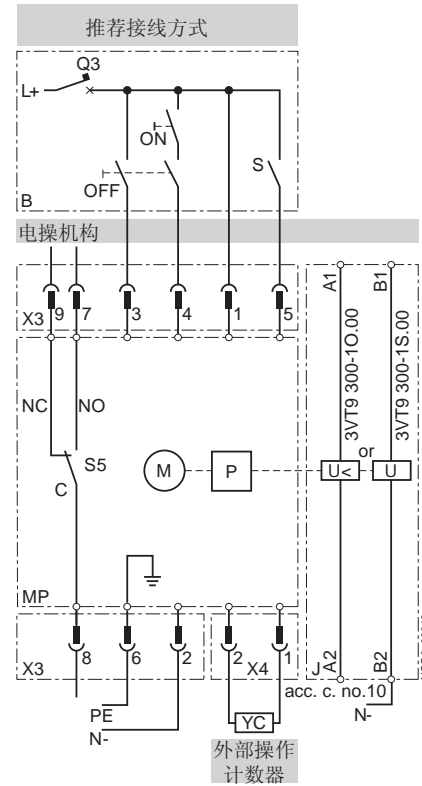 推荐接线方式
Q3
L+
ON
OFF
S
B
电操机构
X3
9
7
3
4
1
5
A1
B1
3VT9 300-1O.00
3VT9 300-1S.00
NC
NO
S5
C
M
P
or
U<
U
MP
X3
8
6
2
2
X4
1
J
A2
B2
acc. c. no.10
PE
N-
YC
N-
外部操作
计数器